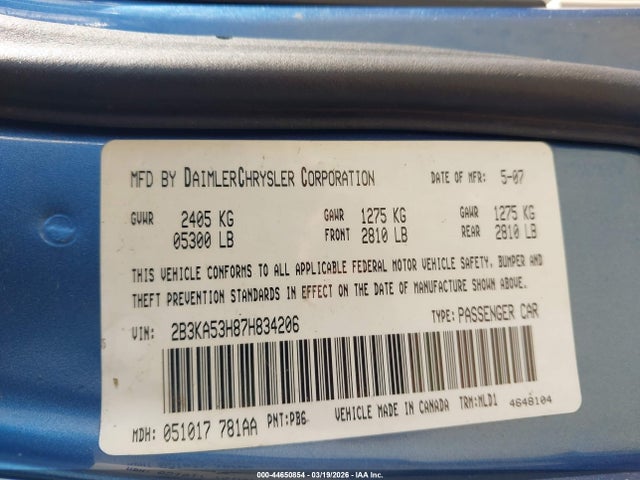 MFD BY DAIMLERCHRYSLER CORPORATION DATE OF MFR: 5-07
GVWR 2405 KG GAWR 1275 KG GAWR 1275 KG
05300 LB FRONT 2810 LB REAR 2810 LB
THIS VEHICLE CONFORMS TO ALL APPLICABLE FEDERAL MOTOR VEHICLE SAFETY, BUMPER AND
THEFT PREVENTION STANDARDS IN EFFECT ON THE DATE OF MANUFACTURE SHOWN ABOVE.
VIN: 2B3KA53H87H834206 TYPE: PASSENGER CAR
MDH: 051017 781AA PNT:PB6 VEHICLE MADE IN CANADA TRM:MLD1 4648104
000-44650854 - 03/19/2026 - IAA Inc.